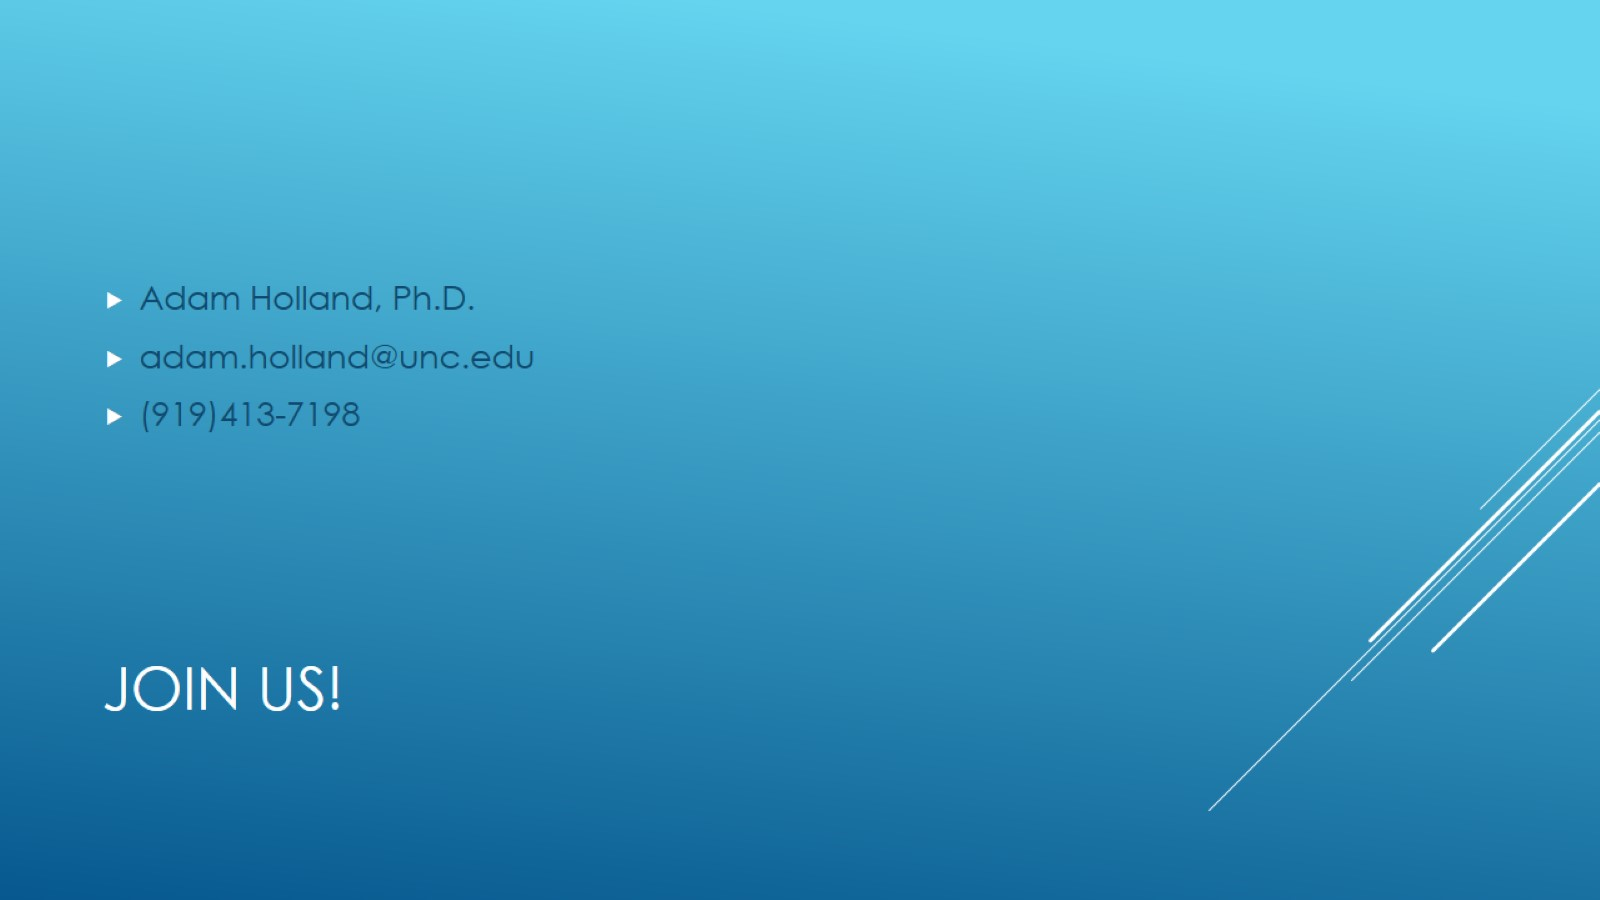 Adam Holland, Ph.D.
adam.holland@unc.edu
(919)413-7198
JOIN US!